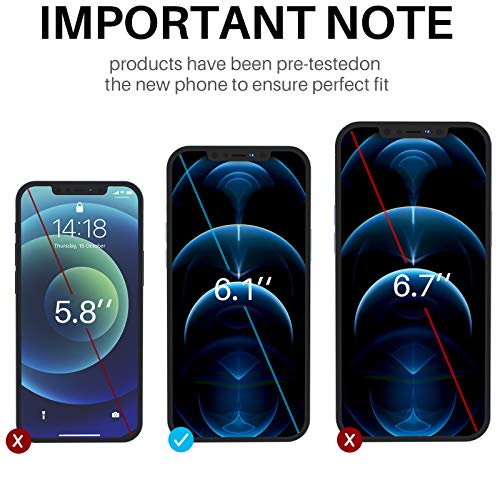 IMPORTANT NOTE
products have been pre-testedon
the new phone to ensure perfect fit
14:18
Thursday, 15 October
5.8′′
6.1′′
6.7′′
X
X